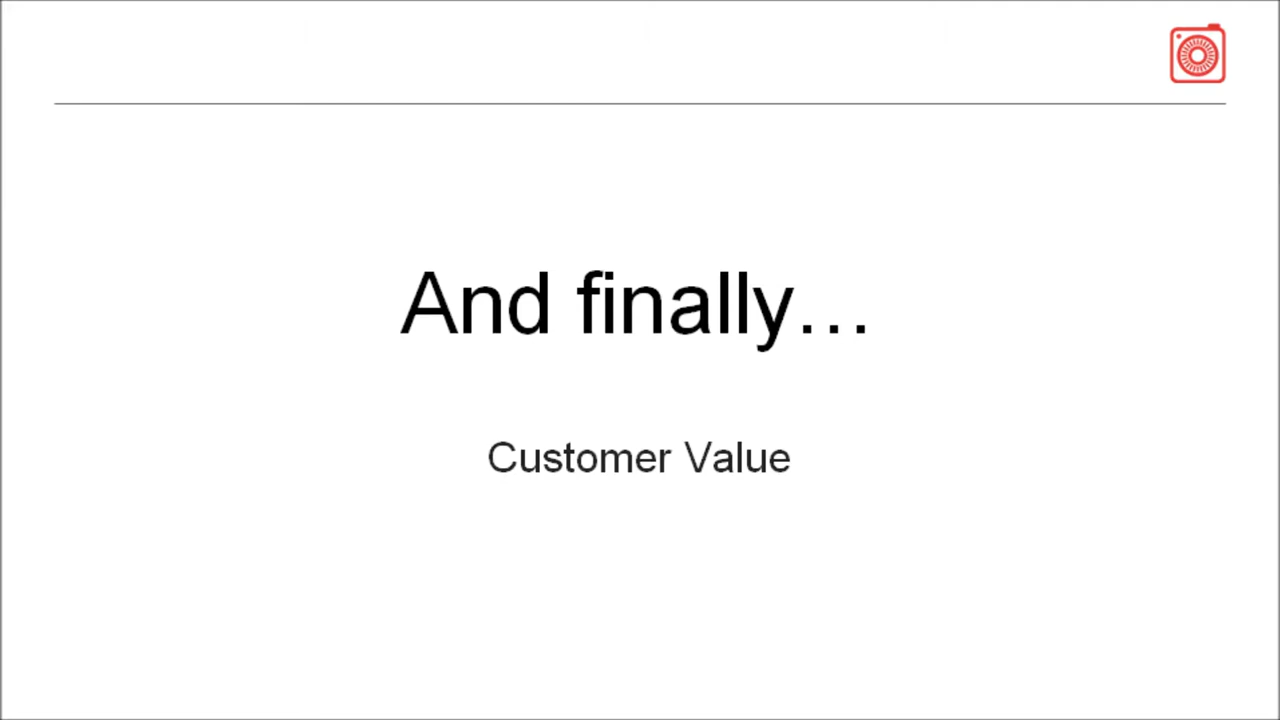 And finally…
Customer Value